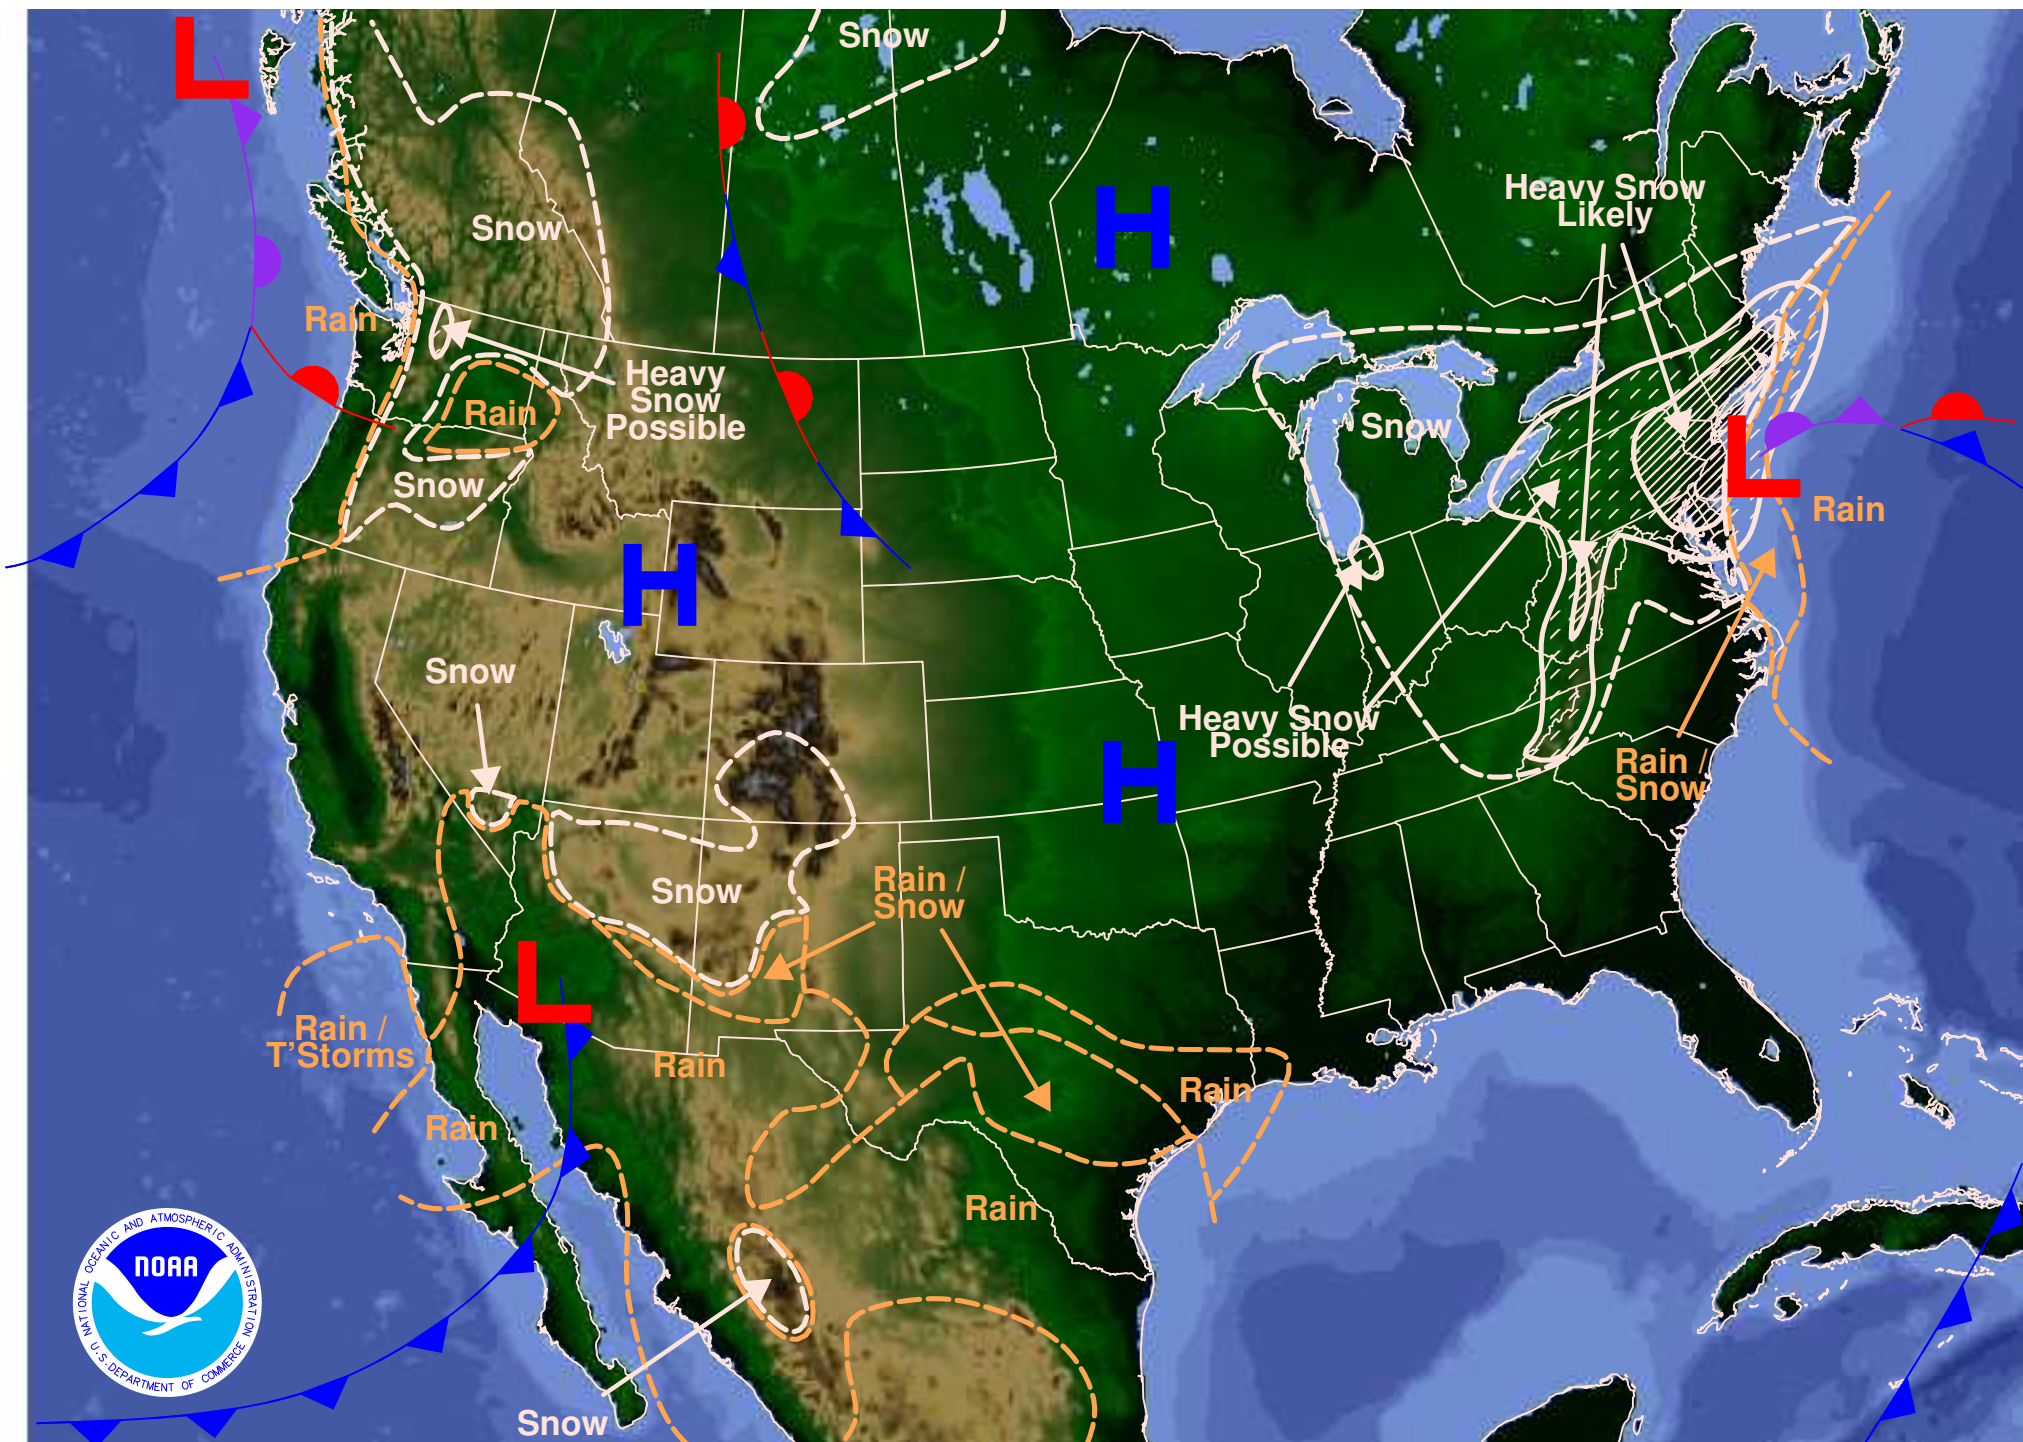 L
Snow
Heavy Snow
Likely
H
Snow
Rain
Heavy
Snow
Possible
Rain
Snow
Snow
L
Rain
H
Snow
Heavy Snow
Possible
H
Rain /
Snow
Snow
Rain /
Snow
L
Rain /
T'Storms
Rain
Rain
Rain
Rain
Snow
NATIONAL OCEANIC AND ATMOSPHERIC ADMINISTRATION
NOAA
U.S. DEPARTMENT OF COMMERCE